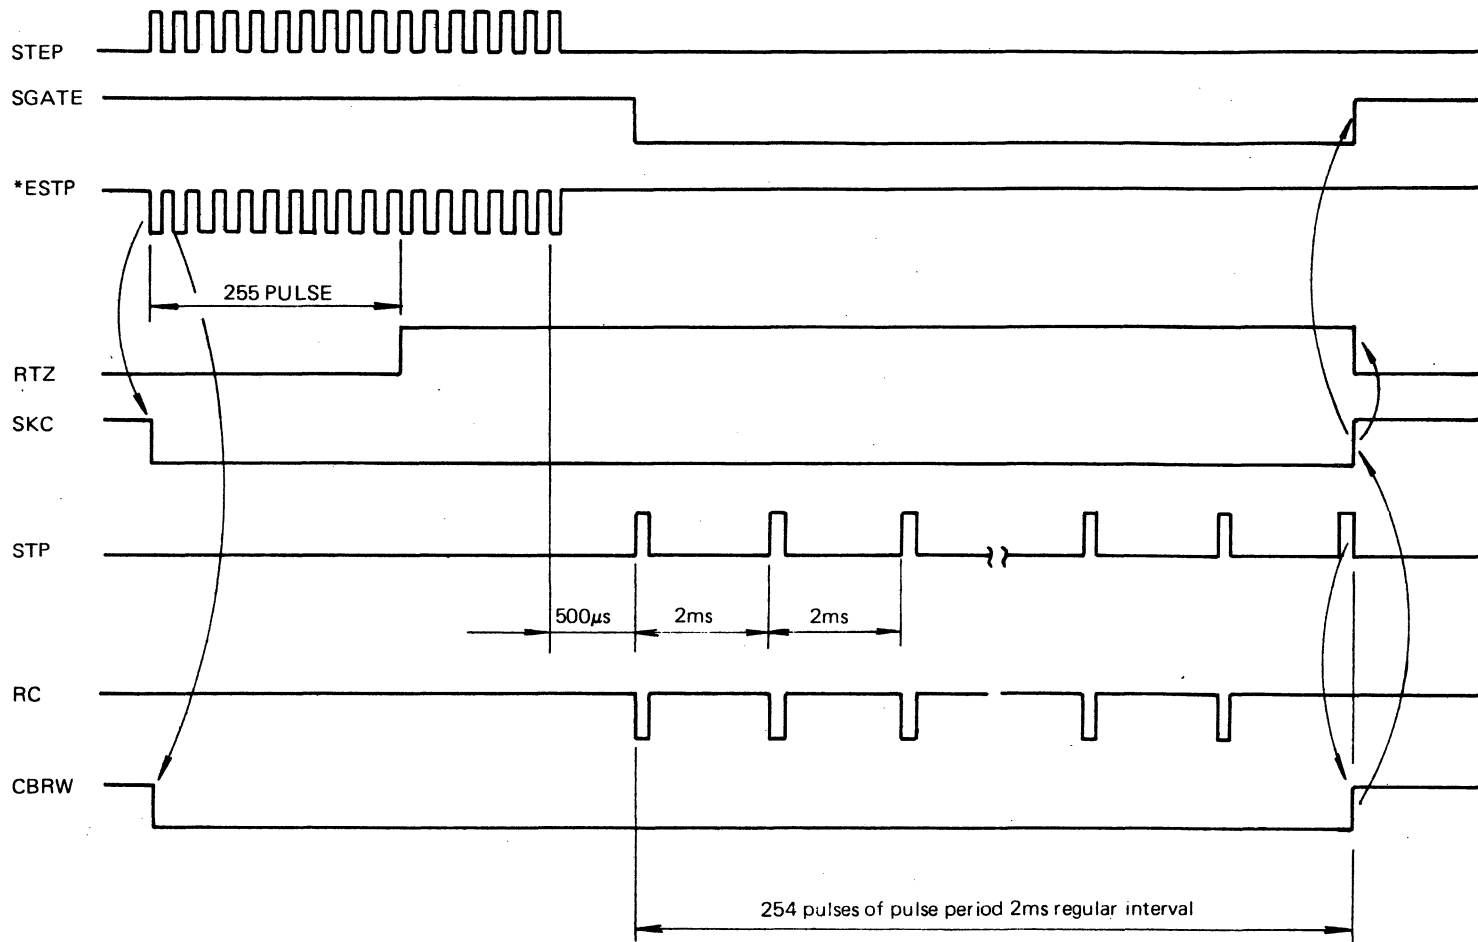 STEP
SGATE
*ESTP
255 PULSE
RTZ
SKC
STP
500μs
2ms
2ms
RC
CBRW
254 pulses of pulse period 2ms regular interval